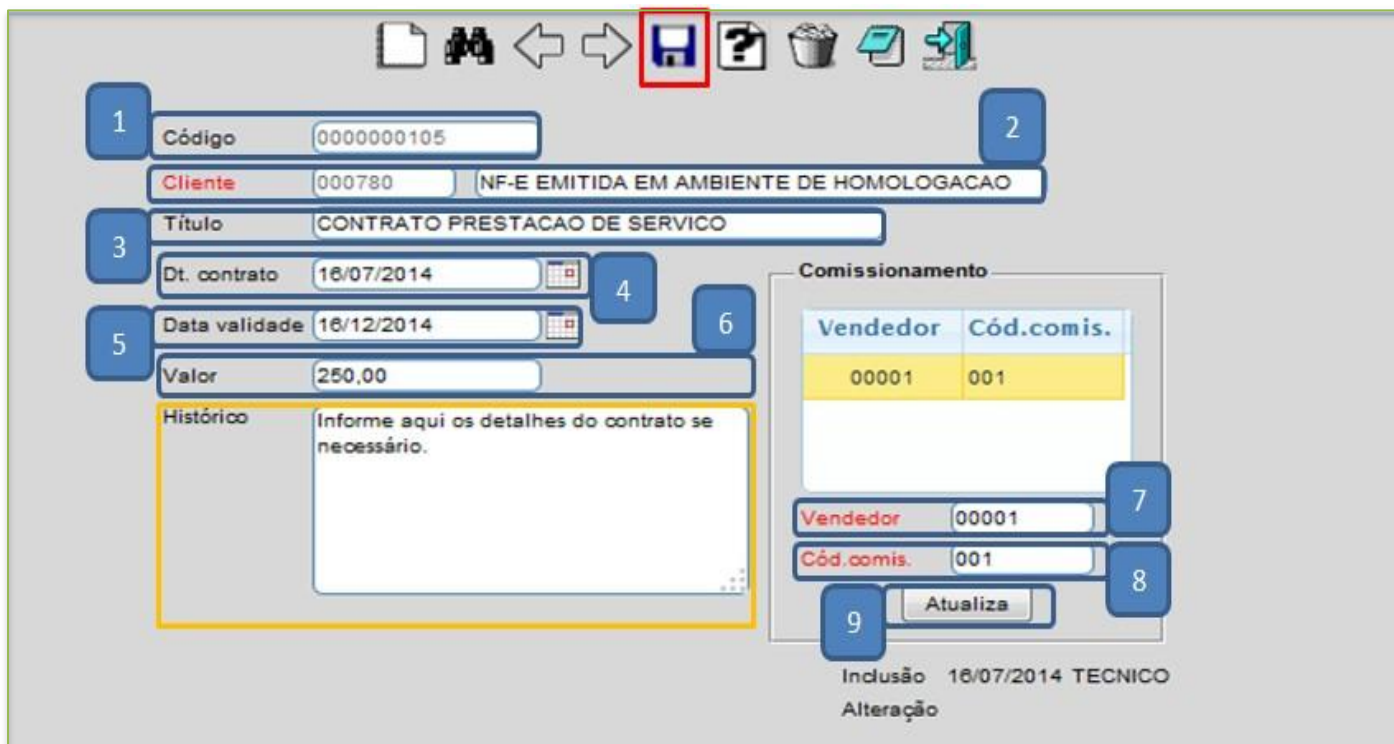 1
Código 0000000105
2
Cliente 000780 NF-E EMITIDA EM AMBIENTE DE HOMOLOGACAO
3
Título CONTRATO PRESTACAO DE SERVICO
Dt. contrato 16/07/2014
4
5
Data validade 16/12/2014
6
Valor 250,00
Histórico Informe aqui os detalhes do contrato se
necessário.
Comissionamento
Vendedor Cód.comis.
00001 001
7
Vendedor 00001
Cód.comis. 001
8
9
Atualiza
Inclusão 16/07/2014 TECNICO
Alteração